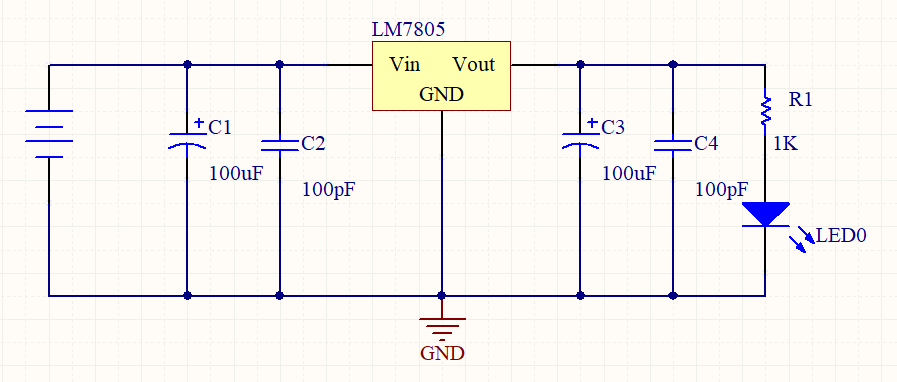 LM7805
Vin Vout
GND
+ C1
100uF
C2
100pF
+ C3
100uF
C4
100pF
R1
1K
LED0
GND